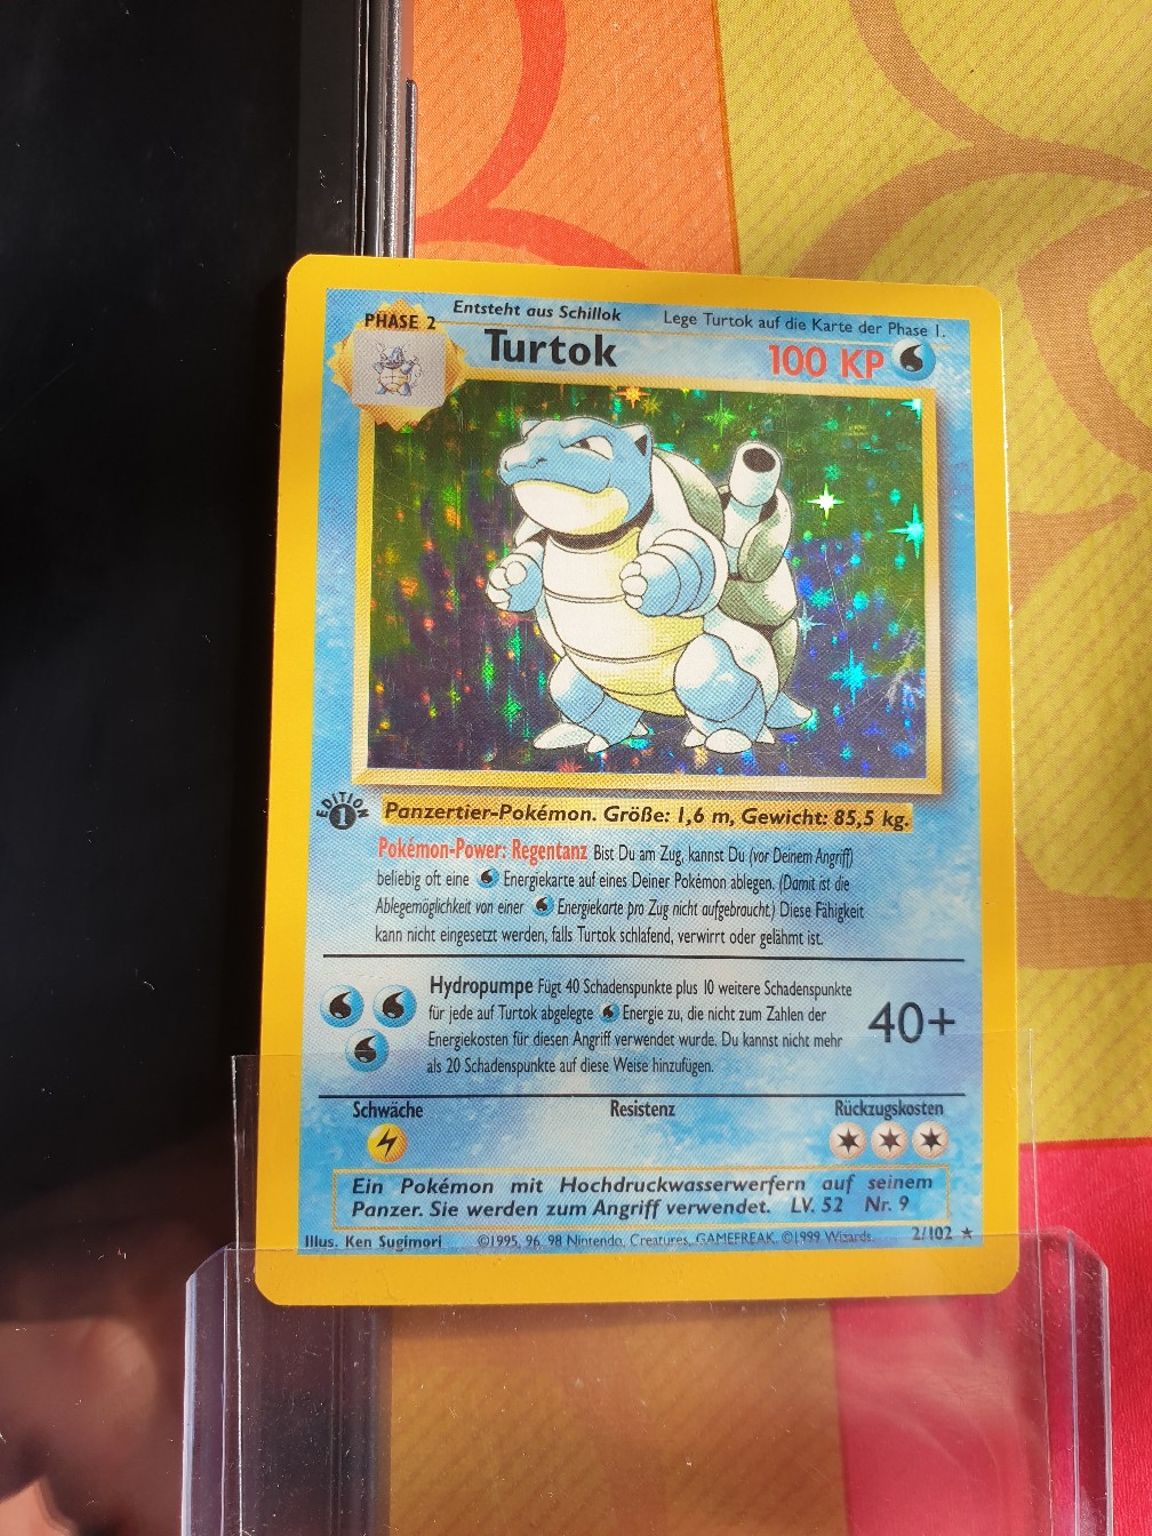 Entsteht aus Schillok
Lege Turtok auf die Karte der Phase 1.
PHASE 2
Turtok
100 KP
EDITION
1
Panzertier-Pokémon. Größe: 1,6 m, Gewicht: 85,5 kg.
Pokémon-Power: Regentanz Bist Du am Zug, kannst Du (vor Deinem Angriff)
beliebig oft eine Energiekarte auf eines Deiner Pokémon ablegen. (Damit ist die
Ablegemöglichkeit von einer Energiekarte pro Zug nicht aufgebraucht.) Diese Fähigkeit
kann nicht eingesetzt werden, falls Turtok schlafend, verwirrt oder gelähmt ist.
Hydropumpe Fügt 40 Schadenspunkte plus 10 weitere Schadenspunkte
für jede auf Turtok abgelegte Energie zu, die nicht zum Zahlen der
Energiekosten für diesen Angriff verwendet wurde. Du kannst nicht mehr
als 20 Schadenspunkte auf diese Weise hinzufügen.
40+
Schwäche
Resistenz
Rückzugskosten
Ein Pokémon mit Hochdruckwasserwerfern auf seinem
Panzer. Sie werden zum Angriff verwendet. LV. 52 Nr. 9
Illus. Ken Sugimori ©1995, 96, 98 Nintendo, Creatures, GAMEFREAK. ©1999 Wizards. 2/102 ★